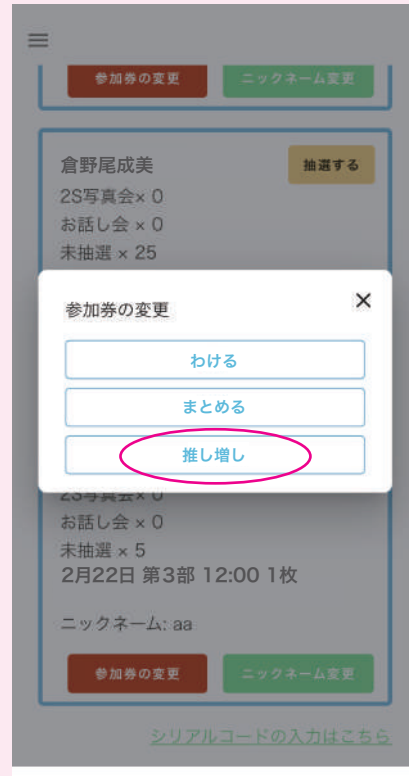 参加券の変更 ニックネーム変更
倉野尾成美 抽選する
2S写真会× 0
お話し会 × 0
未抽選 × 25
参加券の変更 ×
わける
まとめる
推し増し
2S写真会× 0
お話し会 × 0
未抽選 × 5
2月22日 第3部 12:00 1枚
ニックネーム: aa
参加券の変更 ニックネーム変更
シリアルコードの入力はこちら